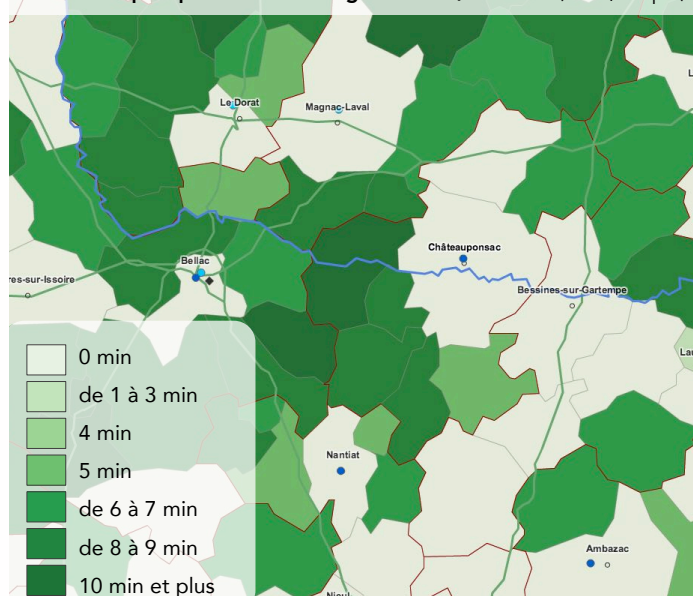 Le Dorat
Magnac-Laval
Châteauponsac
Bellac
res-sur-Issoire
Bessines-sur-Gartempe
0 min
de 1 à 3 min
4 min
5 min
de 6 à 7 min
de 8 à 9 min
10 min et plus
Nantiat
Ambazac